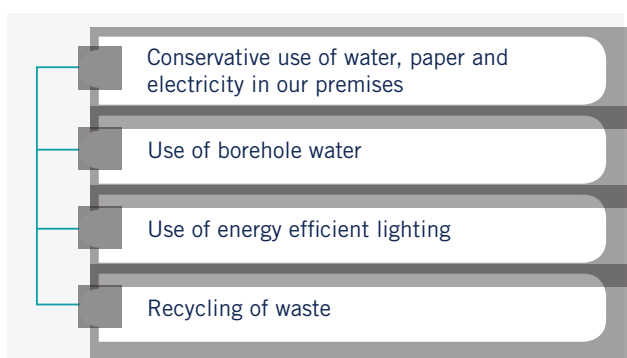 Conservative use of water, paper and
electricity in our premises
Use of borehole water
Use of energy efficient lighting
Recycling of waste